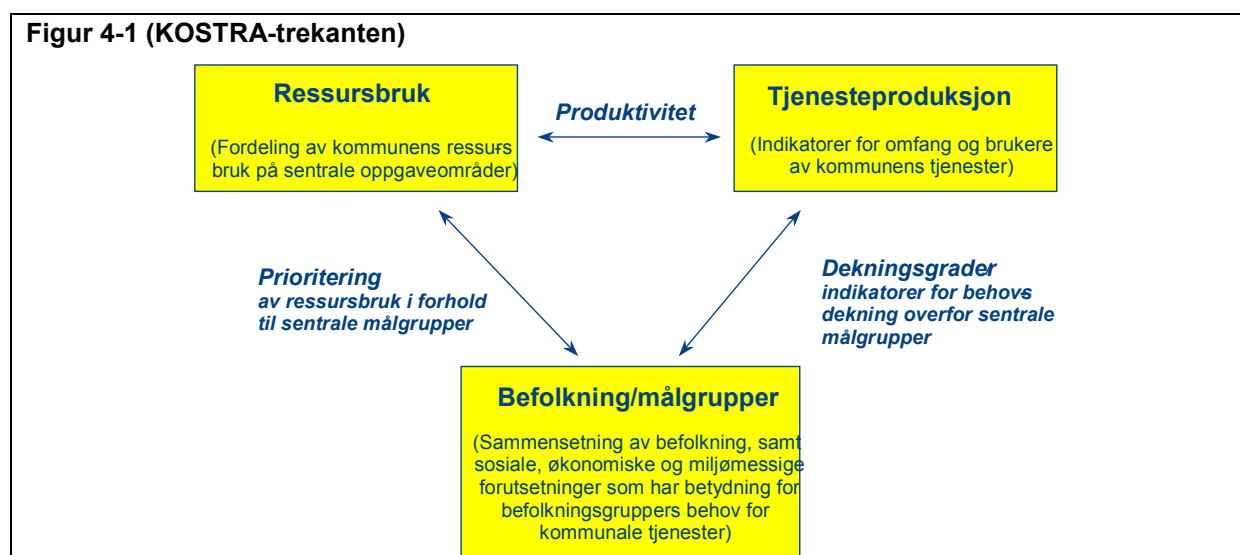 Figur 4-1 (KOSTRA-trekanten)
Ressursbruk
(Fordeling av kommunens ressurs
bruk på sentrale oppgaveområder)
Produktivitet
Tjenesteproduksjon
(Indikatorer for omfang og brukere
av kommunens tjenester)
Prioritering
av ressursbruk i forhold
til sentrale målgrupper
Dekningsgrader
indikatorer for behovs
dekning overfor sentrale
målgrupper
Befolkning/målgrupper
(Sammensetning av befolkning, samt
sosiale, økonomiske og miljømessige
forutsetninger som har betydning for
befolkningsgruppers behov for
kommunale tjenester)